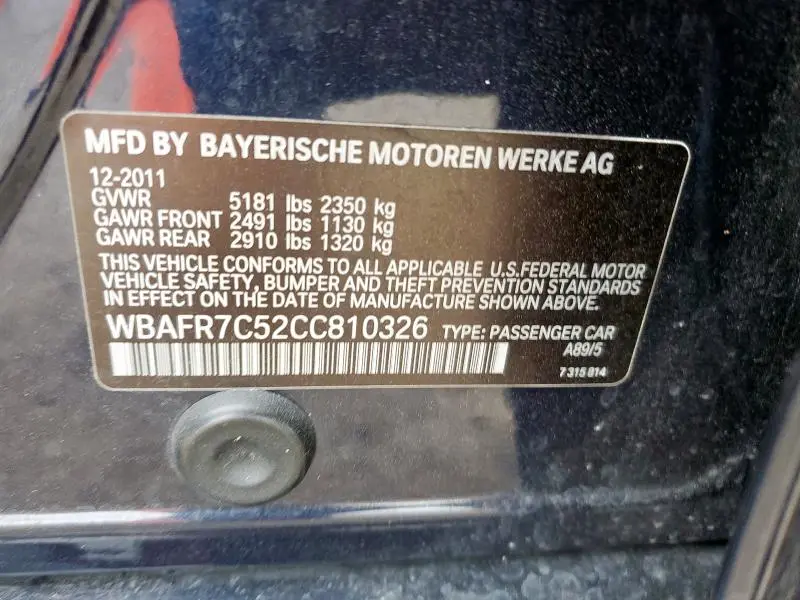 MFD BY BAYERISCHE MOTOREN WERKE AG
12-2011
GVWR 5181 lbs 2350 kg
GAWR FRONT 2491 lbs 1130 kg
GAWR REAR 2910 lbs 1320 kg
THIS VEHICLE CONFORMS TO ALL APPLICABLE U.S.FEDERAL MOTOR
VEHICLE SAFETY, BUMPER AND THEFT PREVENTION STANDARDS
IN EFFECT ON THE DATE OF MANUFACTURE SHOWN ABOVE.
WBAFR7C52CC810326 TYPE: PASSENGER CAR
A89/5
7 315 814